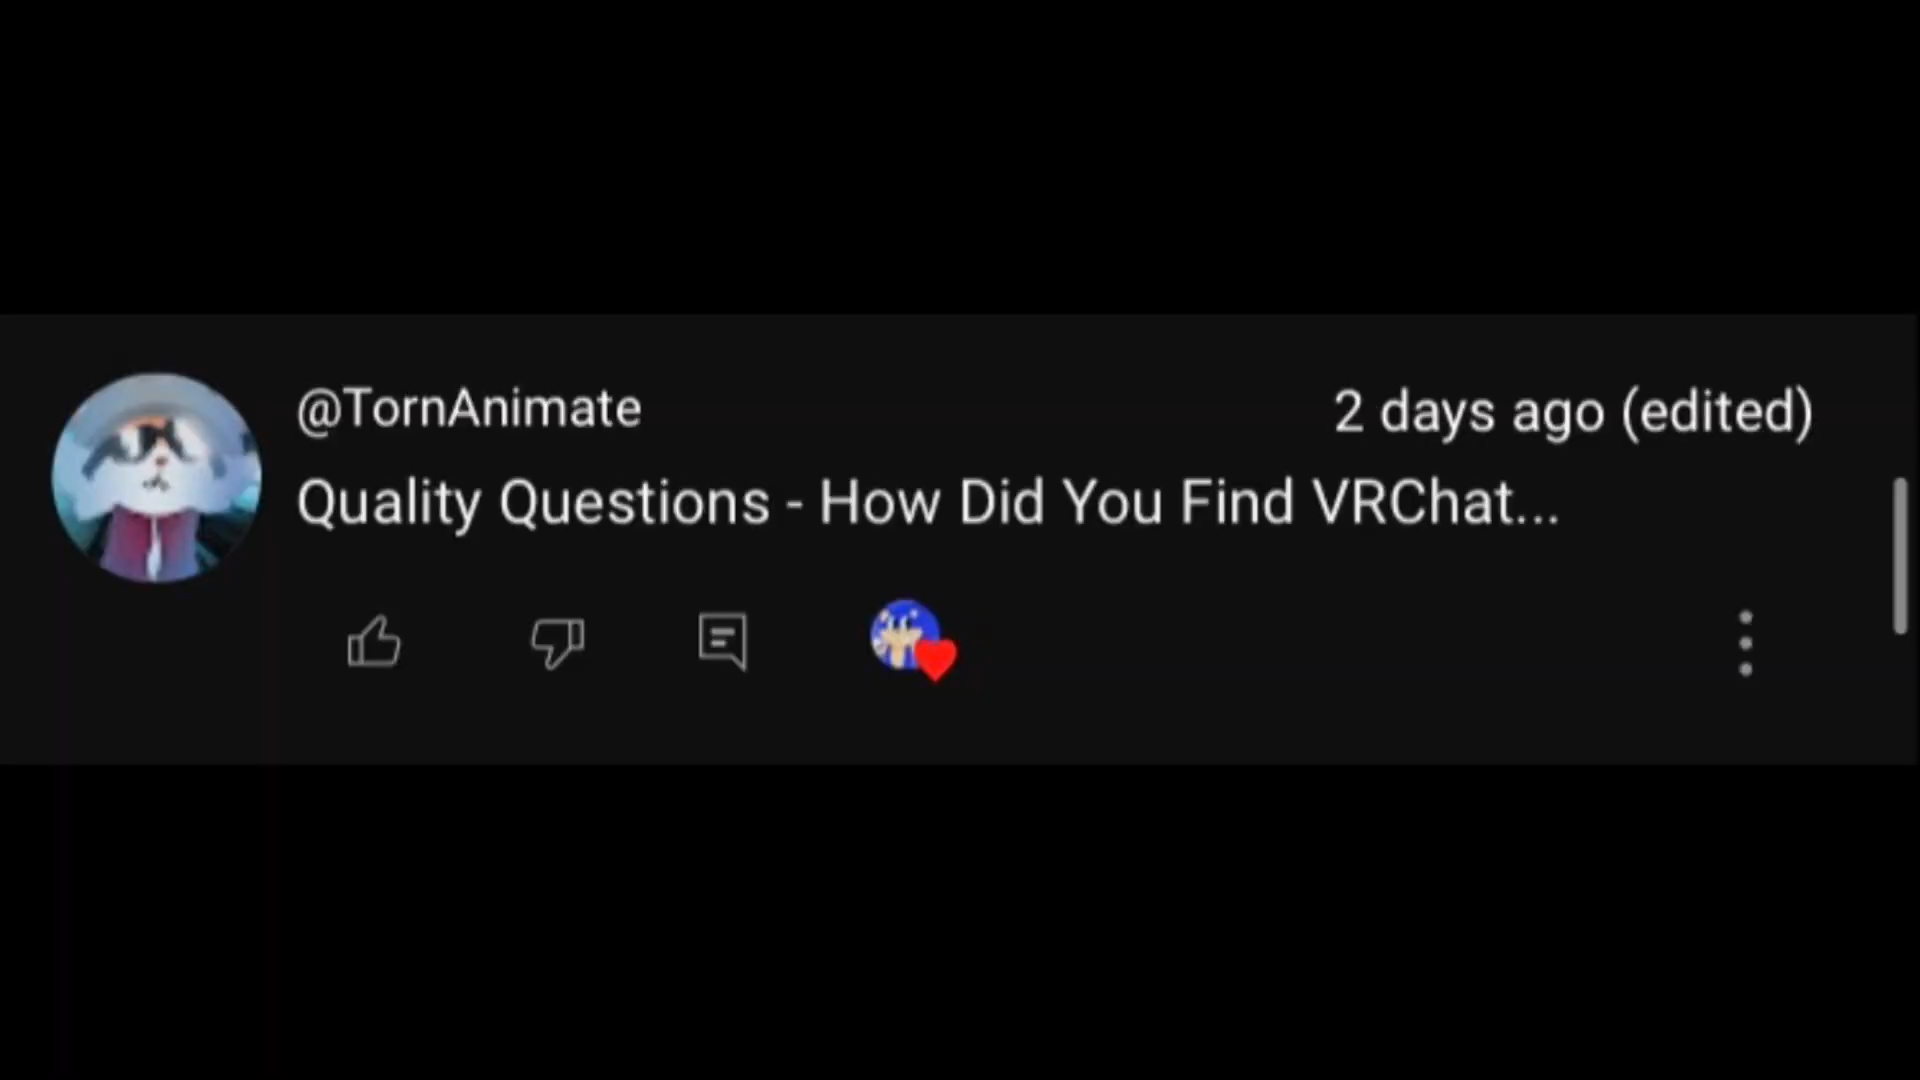 @TornAnimate
2 days ago (edited)
Quality Questions - How Did You Find VRChat...